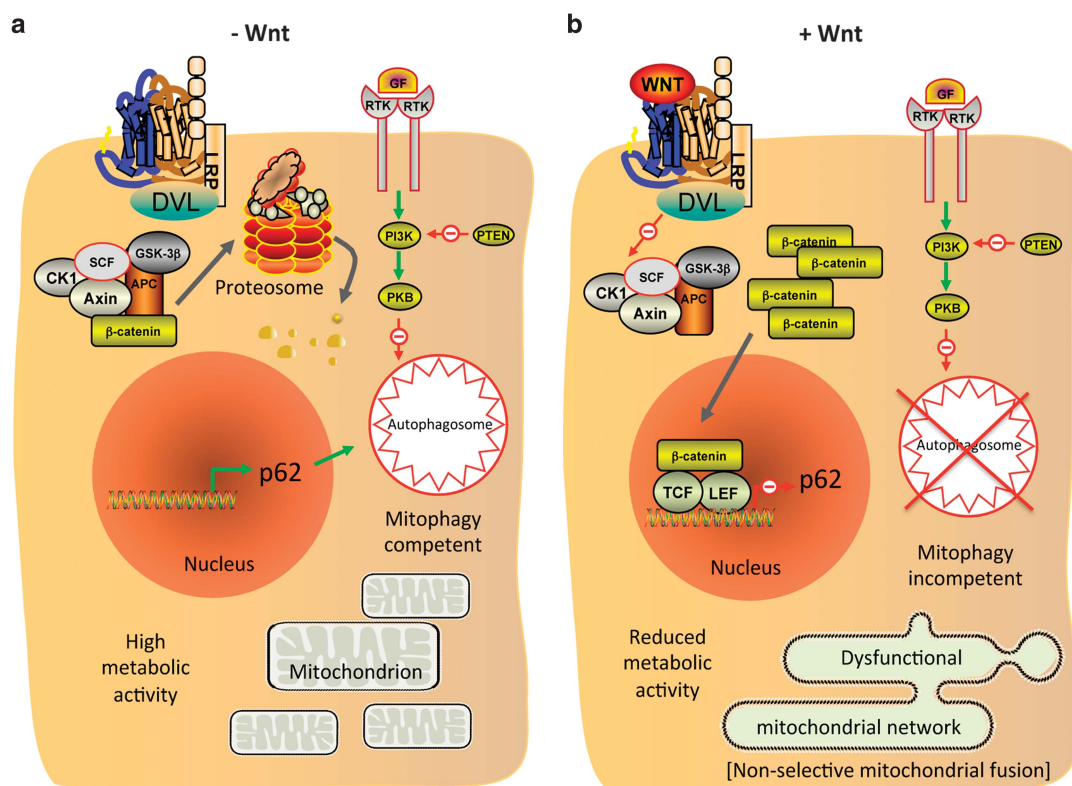 a
- Wnt
GF
RTK RTK
LRP
DVL
PI3K
PTEN
SCF
GSK-3β
CK1
APC
Axin
β-catenin
Proteosome
PKB
Autophagosome
p62
Nucleus
Mitophagy
competent
High
metabolic
activity
Mitochondrion
b
+ Wnt
WNT
GF
RTK RTK
LRP
DVL
PI3K
PTEN
SCF
GSK-3β
CK1
APC
Axin
β-catenin
β-catenin
β-catenin
β-catenin
PKB
Autophagosome
β-catenin
TCF
LEF
p62
Nucleus
Mitophagy
incompetent
Reduced
metabolic
activity
Dysfunctional
mitochondrial network
[Non-selective mitochondrial fusion]